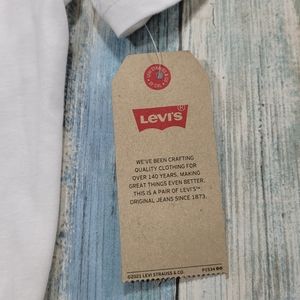 LEVI'S®
WE'VE BEEN CRAFTING
QUALITY CLOTHING FOR
OVER 140 YEARS. MAKING
GREAT THINGS EVEN BETTER.
THIS IS A PAIR OF LEVI'S™
ORIGINAL JEANS SINCE 1873.
©2021 LEVI STRAUSS & CO.